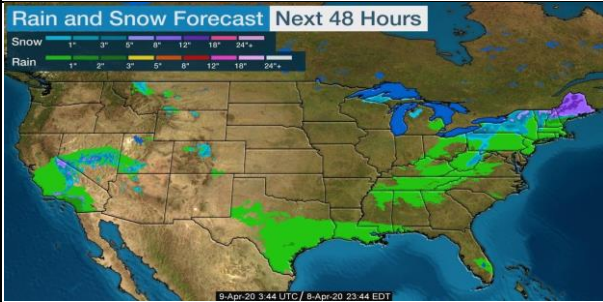 Rain and Snow Forecast Next 48 Hours
Snow 1" 3" 5" 8" 12" 18" 24"+
Rain 1" 2" 3" 5" 8" 12" 18" 24"+
9-Apr-20 3:44 UTC / 8-Apr-20 23:44 EDT